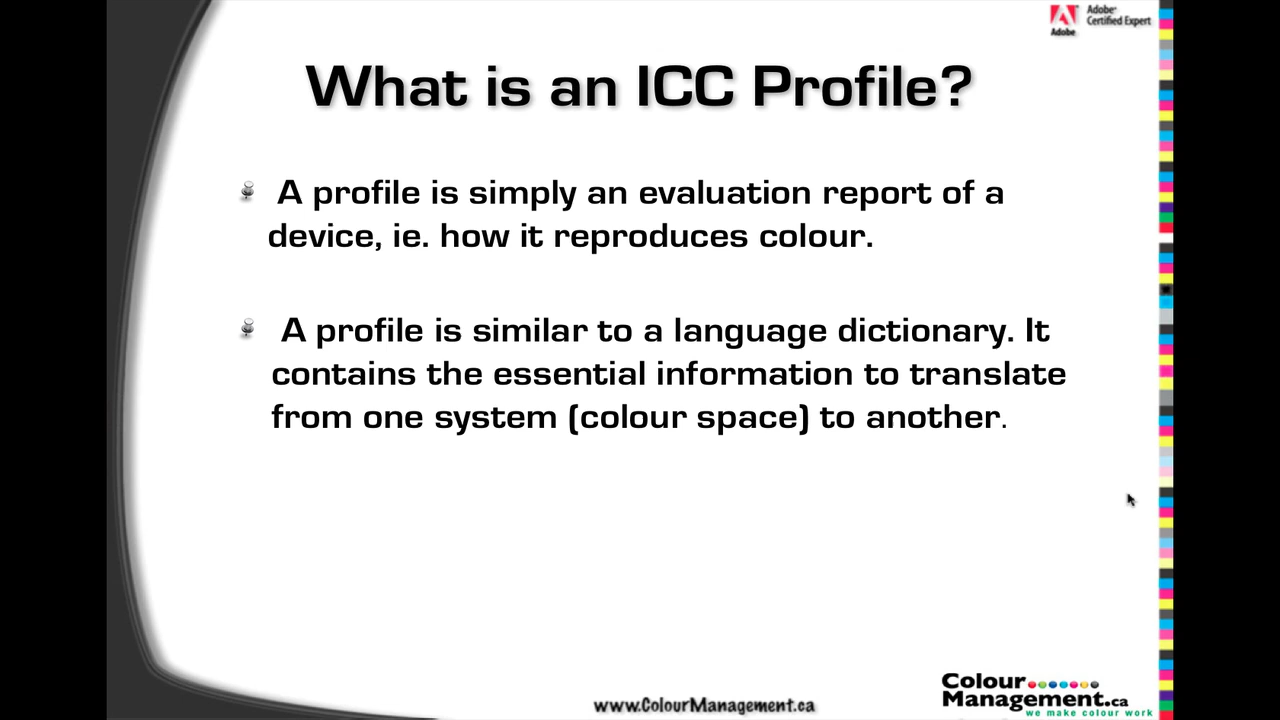 Adobe
Adobe
Certified Expert
What is an ICC Profile?
A profile is simply an evaluation report of a
device, ie. how it reproduces colour.
A profile is similar to a language dictionary. It
contains the essential information to translate
from one system (colour space) to another.
www.ColourManagement.ca
Colour
Management.ca
we make colour work